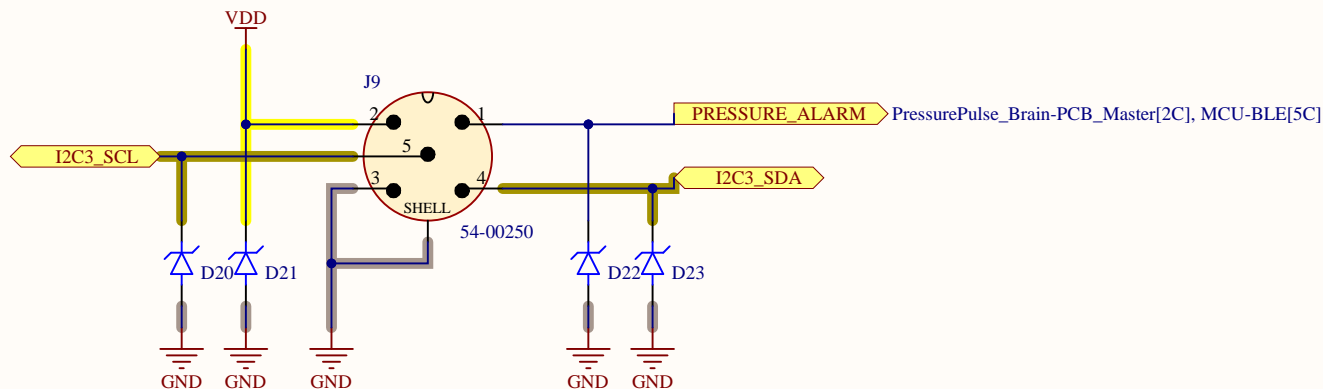 VDD
J9
2
1
PRESSURE_ALARM
PressurePulse_Brain-PCB_Master[2C], MCU-BLE[5C]
I2C3_SCL
5
3
4
I2C3_SDA
SHELL
54-00250
D20
D21
D22
D23
GND
GND
GND
GND
GND